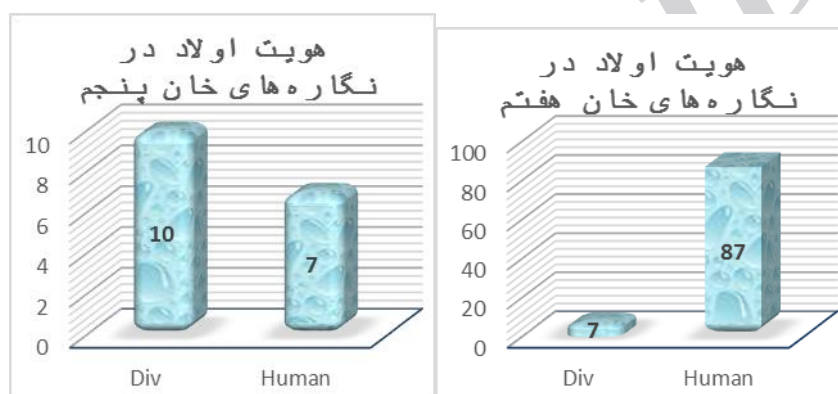 هویت اولاد در
نگاره‌های خان پنجم
10
8
6
4
2
0
10
7
Div
Human
هویت اولاد در
نگاره‌های خان هفتم
100
80
60
40
20
0
7
87
Div
Human